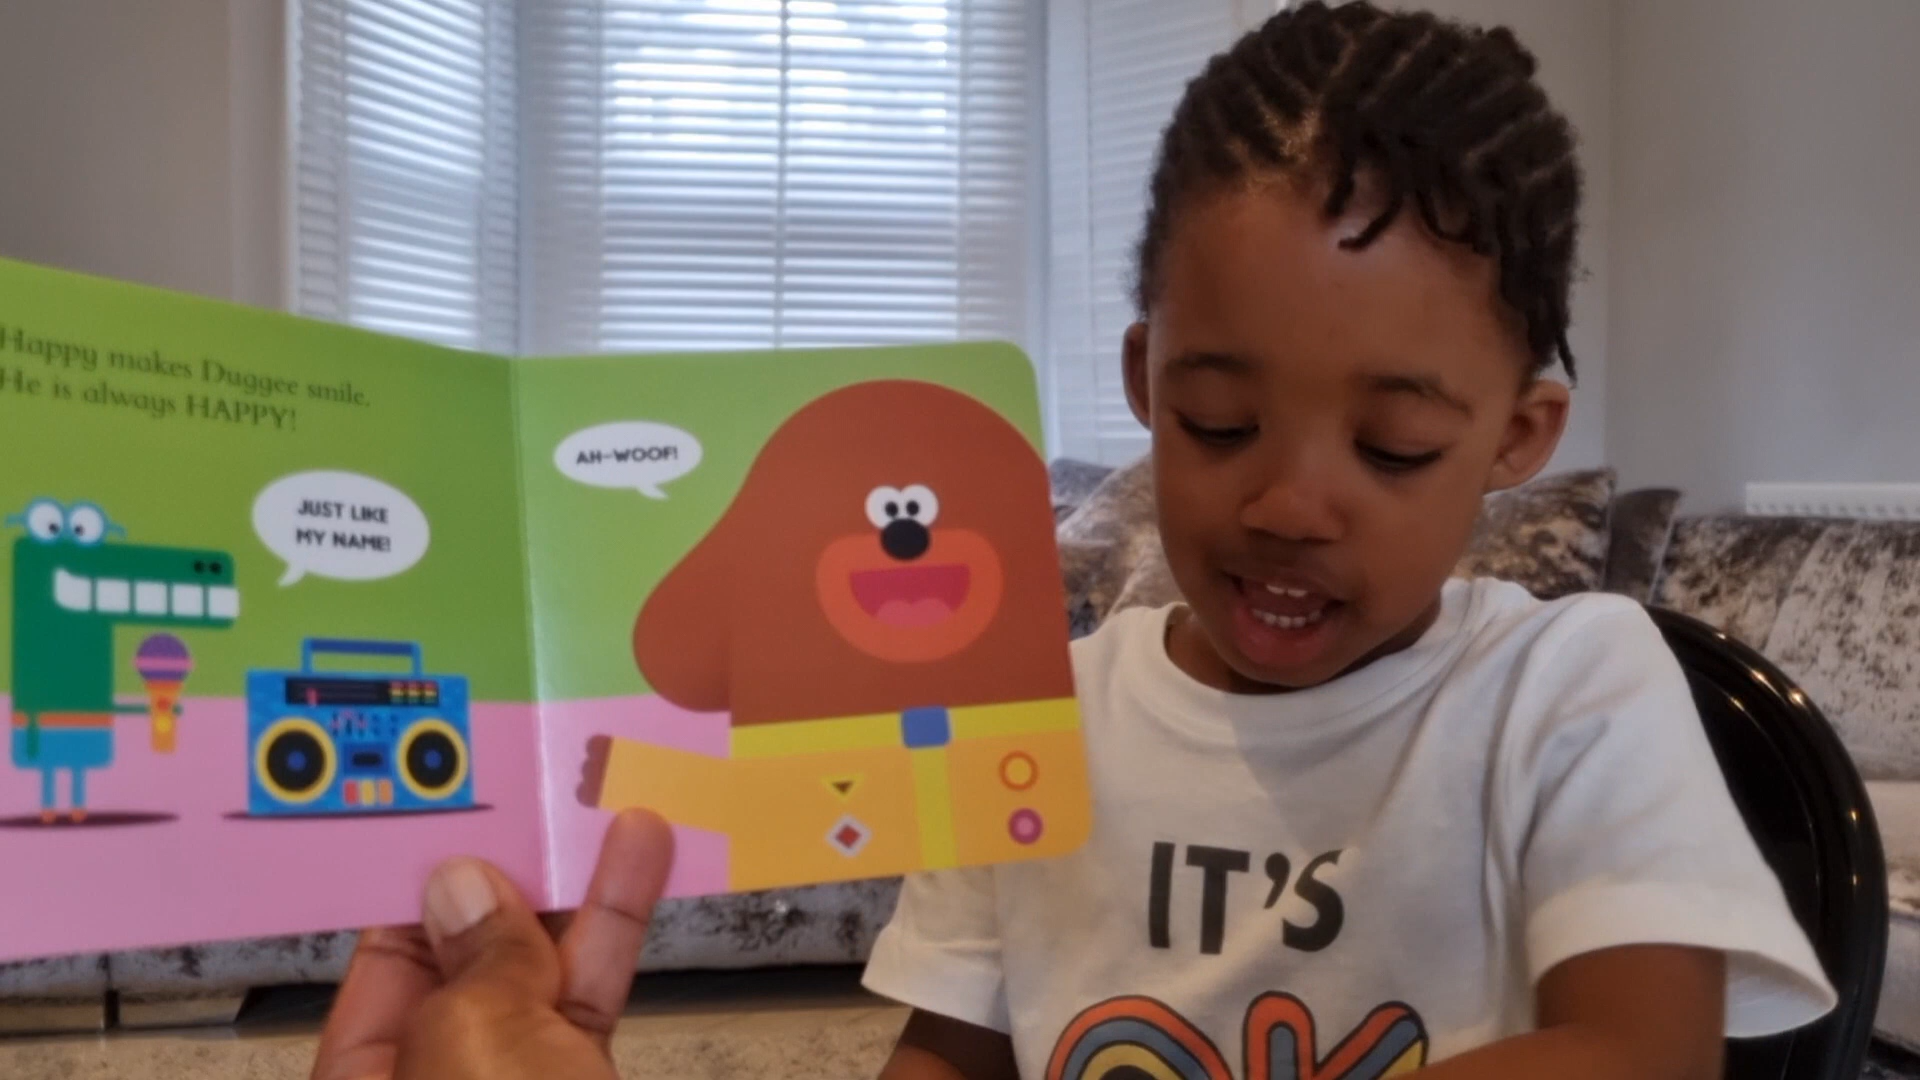 Happy makes Duggee smile.
He is always HAPPY!
JUST LIKE
MY NAME!
AH-WOOF!
IT'S
OK